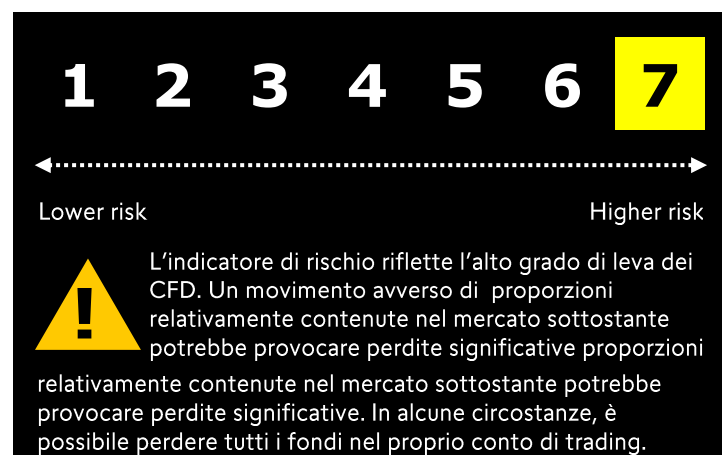 1 2 3 4 5 6 7
Lower risk Higher risk
!
L'indicatore di rischio riflette l'alto grado di leva dei
CFD. Un movimento avverso di proporzioni
relativamente contenute nel mercato sottostante
potrebbe provocare perdite significative proporzioni
relativamente contenute nel mercato sottostante potrebbe
provocare perdite significative. In alcune circostanze, è
possibile perdere tutti i fondi nel proprio conto di trading.